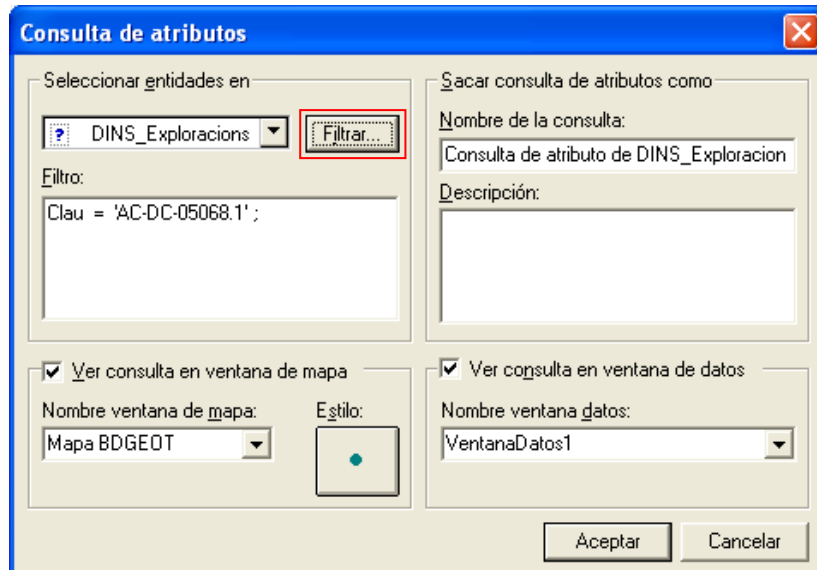 Consulta de atributos
Seleccionar entidades en
DINS_Exploracions
Filtrar...
Filtro:
Clau = 'AC-DC-05068.1' ;
Sacar consulta de atributos como
Nombre de la consulta:
Consulta de atributo de DINS_Exploracion
Descripción:
Ver consulta en ventana de mapa
Nombre ventana de mapa:
Estilo:
Mapa BDGEOT
Ver consulta en ventana de datos
Nombre ventana datos:
VentanaDatos1
Aceptar
Cancelar